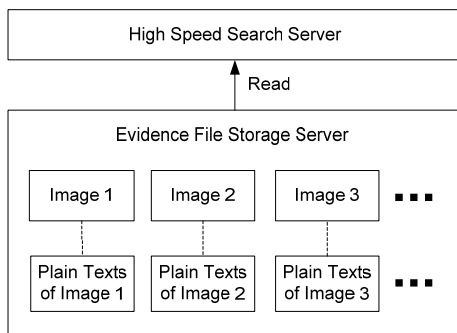 High Speed Search Server
Read
Evidence File Storage Server
Image 1
Image 2
Image 3
Plain Texts
of Image 1
Plain Texts
of Image 2
Plain Texts
of Image 3